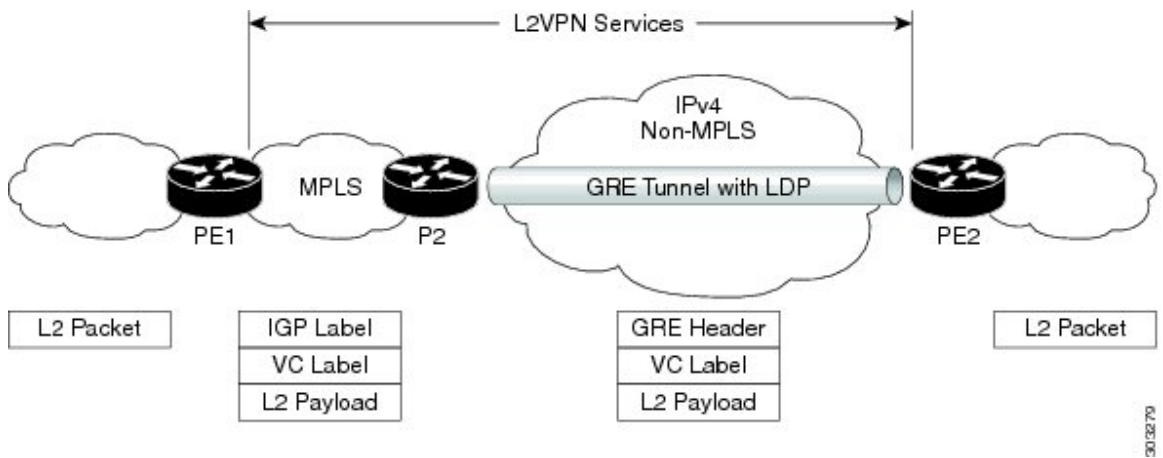 L2VPN Services
IPv4
Non-MPLS
MPLS
GRE Tunnel with LDP
PE1
P2
PE2
L2 Packet
IGP Label
VC Label
L2 Payload
GRE Header
VC Label
L2 Payload
L2 Packet
303279